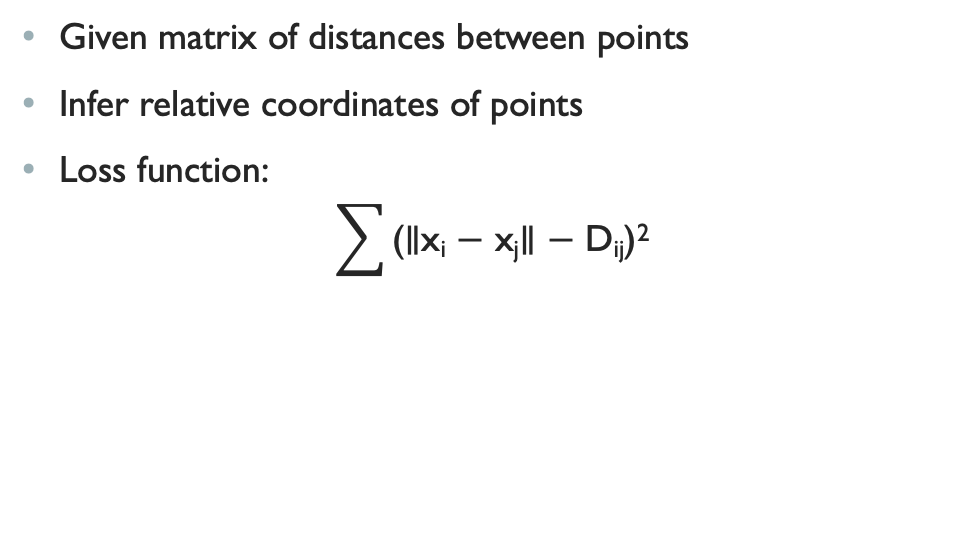 • Given matrix of distances between points
• Infer relative coordinates of points
• Loss function:
∑(‖xᵢ − xⱼ‖ − Dᵢⱼ)²